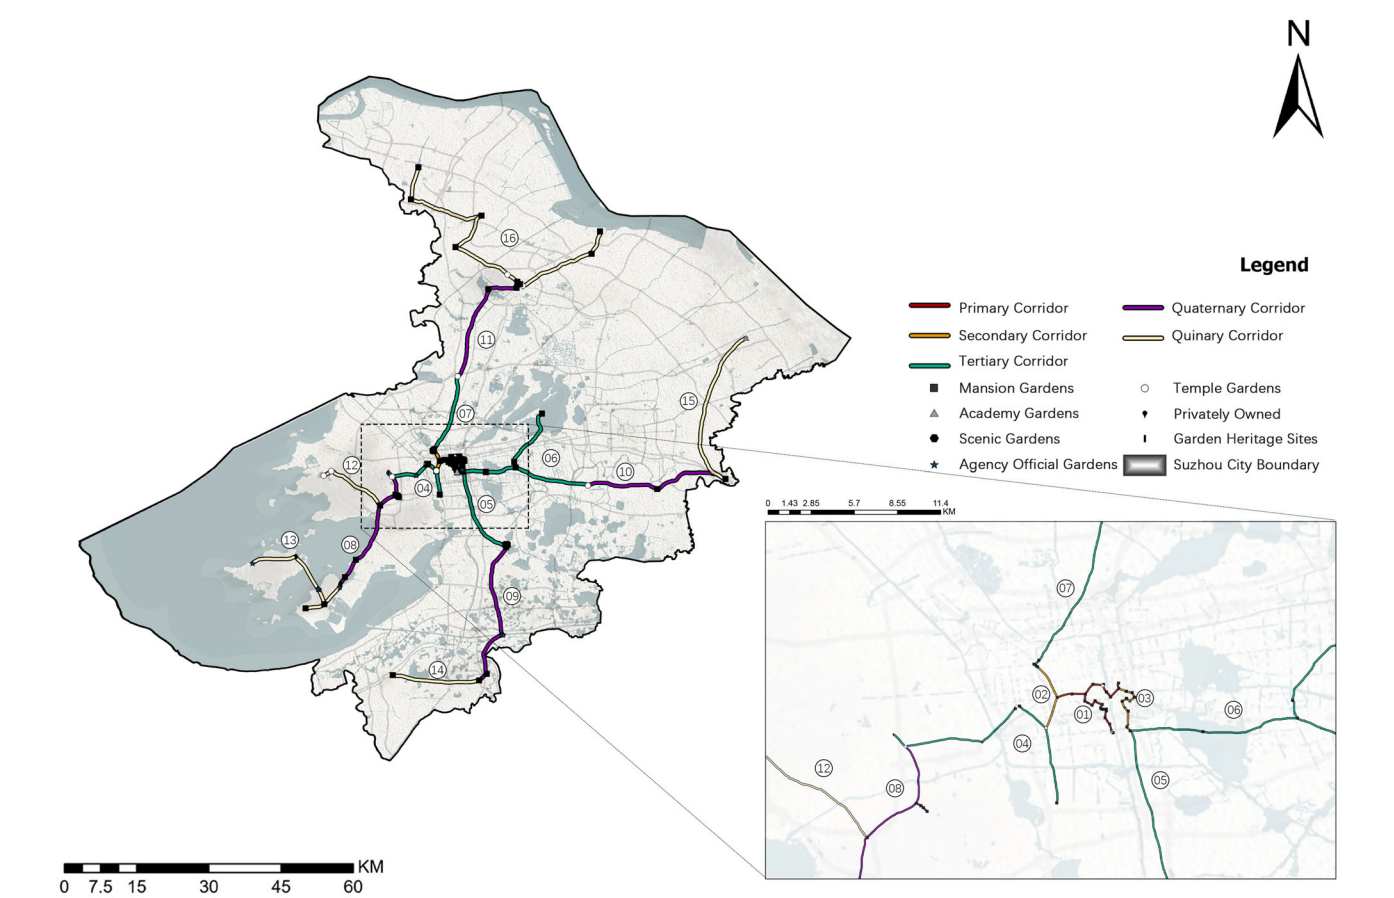 N
16
11
07
15
12
06
10
04
05
13
08
09
14
0 7.5 15 30 45 60 KM
Legend
Primary Corridor
Quaternary Corridor
Secondary Corridor
Quinary Corridor
Tertiary Corridor
Mansion Gardens
Temple Gardens
Academy Gardens
Privately Owned
Scenic Gardens
Garden Heritage Sites
Agency Official Gardens
Suzhou City Boundary
0 1.43 2.85 5.7 8.55 11.4 KM
07
02
03
01
06
04
12
05
08